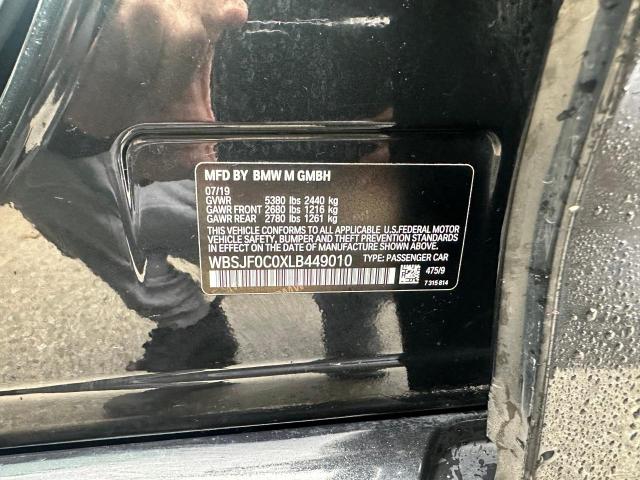 MFD BY BMW M GMBH
07/19
GVWR 5380 lbs 2440 kg
GAWR FRONT 2680 lbs 1216 kg
GAWR REAR 2780 lbs 1261 kg
THIS VEHICLE CONFORMS TO ALL APPLICABLE U.S.FEDERAL MOTOR
VEHICLE SAFETY, BUMPER, AND THEFT PREVENTION STANDARDS
IN EFFECT ON THE DATE OF MANUFACTURE SHOWN ABOVE.
WBSJF0C0XLB449010 TYPE: PASSENGER CAR
475/9
7 315 814